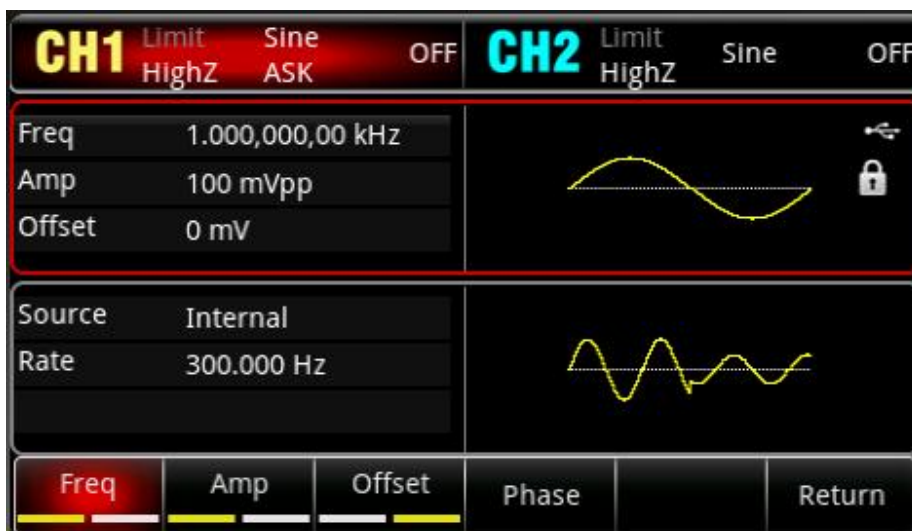 CH1 Limit Sine OFF CH2 Limit Sine OFF
HighZ ASK HighZ
Freq 1.000,000,00 kHz
Amp 100 mVpp
Offset 0 mV
Source Internal
Rate 300.000 Hz
Freq Amp Offset Phase Return